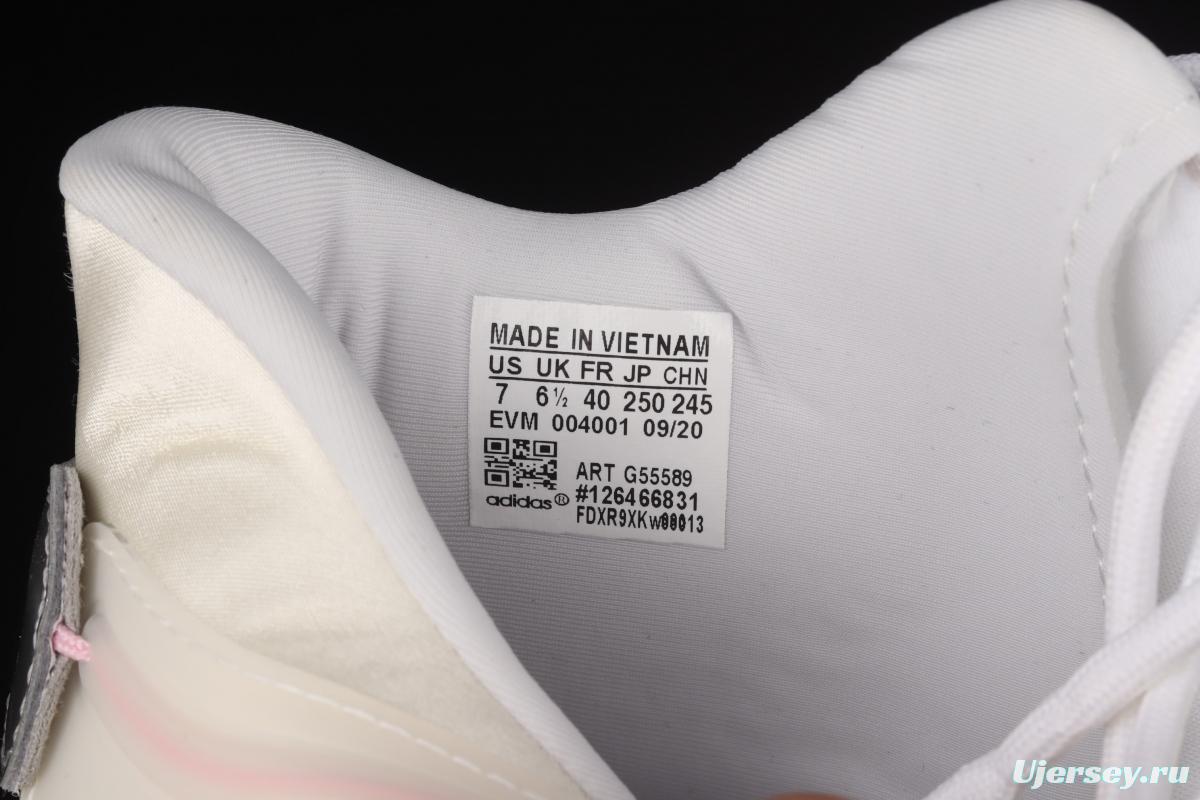 MADE IN VIETNAM
US UK FR JP CHN
7 6½ 40 250 245
EVM 004001 09/20
ART G55589
adidas® #126466831
Ujersey.ru